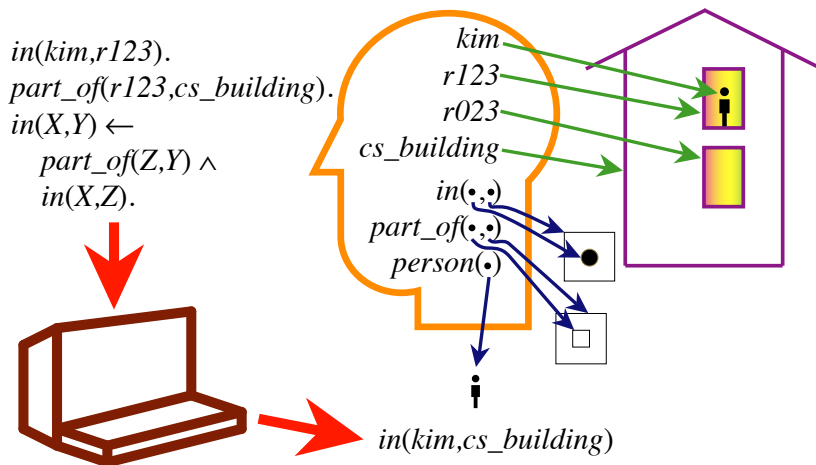 in(kim,r123).
part_of(r123,cs_building).
in(X,Y) ←
part_of(Z,Y) ∧
in(X,Z).
kim
r123
r023
cs_building
in(•,•)
part_of(•,•)
person(•)
in(kim,cs_building)